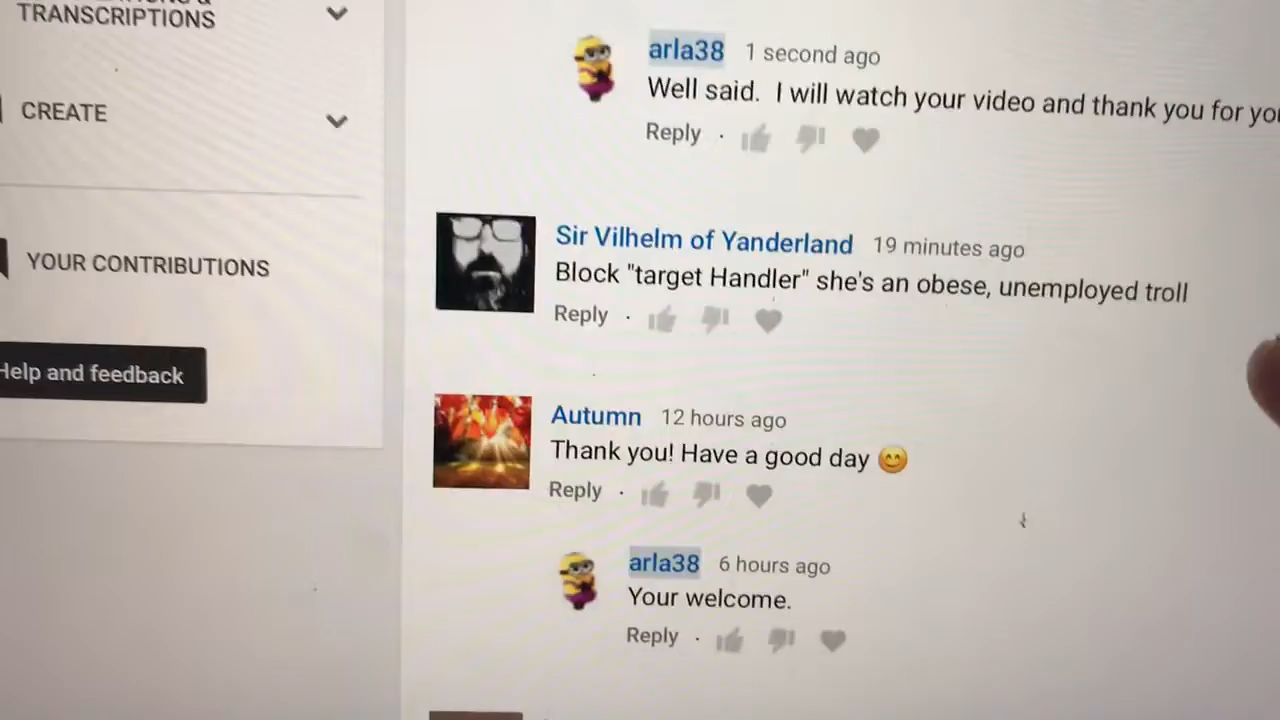 TRANSCRIPTIONS
CREATE
YOUR CONTRIBUTIONS
Help and feedback
arla38 1 second ago
Well said. I will watch your video and thank you for
Reply ·
Sir Vilhelm of Yanderland 19 minutes ago
Block "target Handler" she's an obese, unemployed troll
Reply ·
Autumn 12 hours ago
Thank you! Have a good day 😊
Reply ·
arla38 6 hours ago
Your welcome.
Reply ·